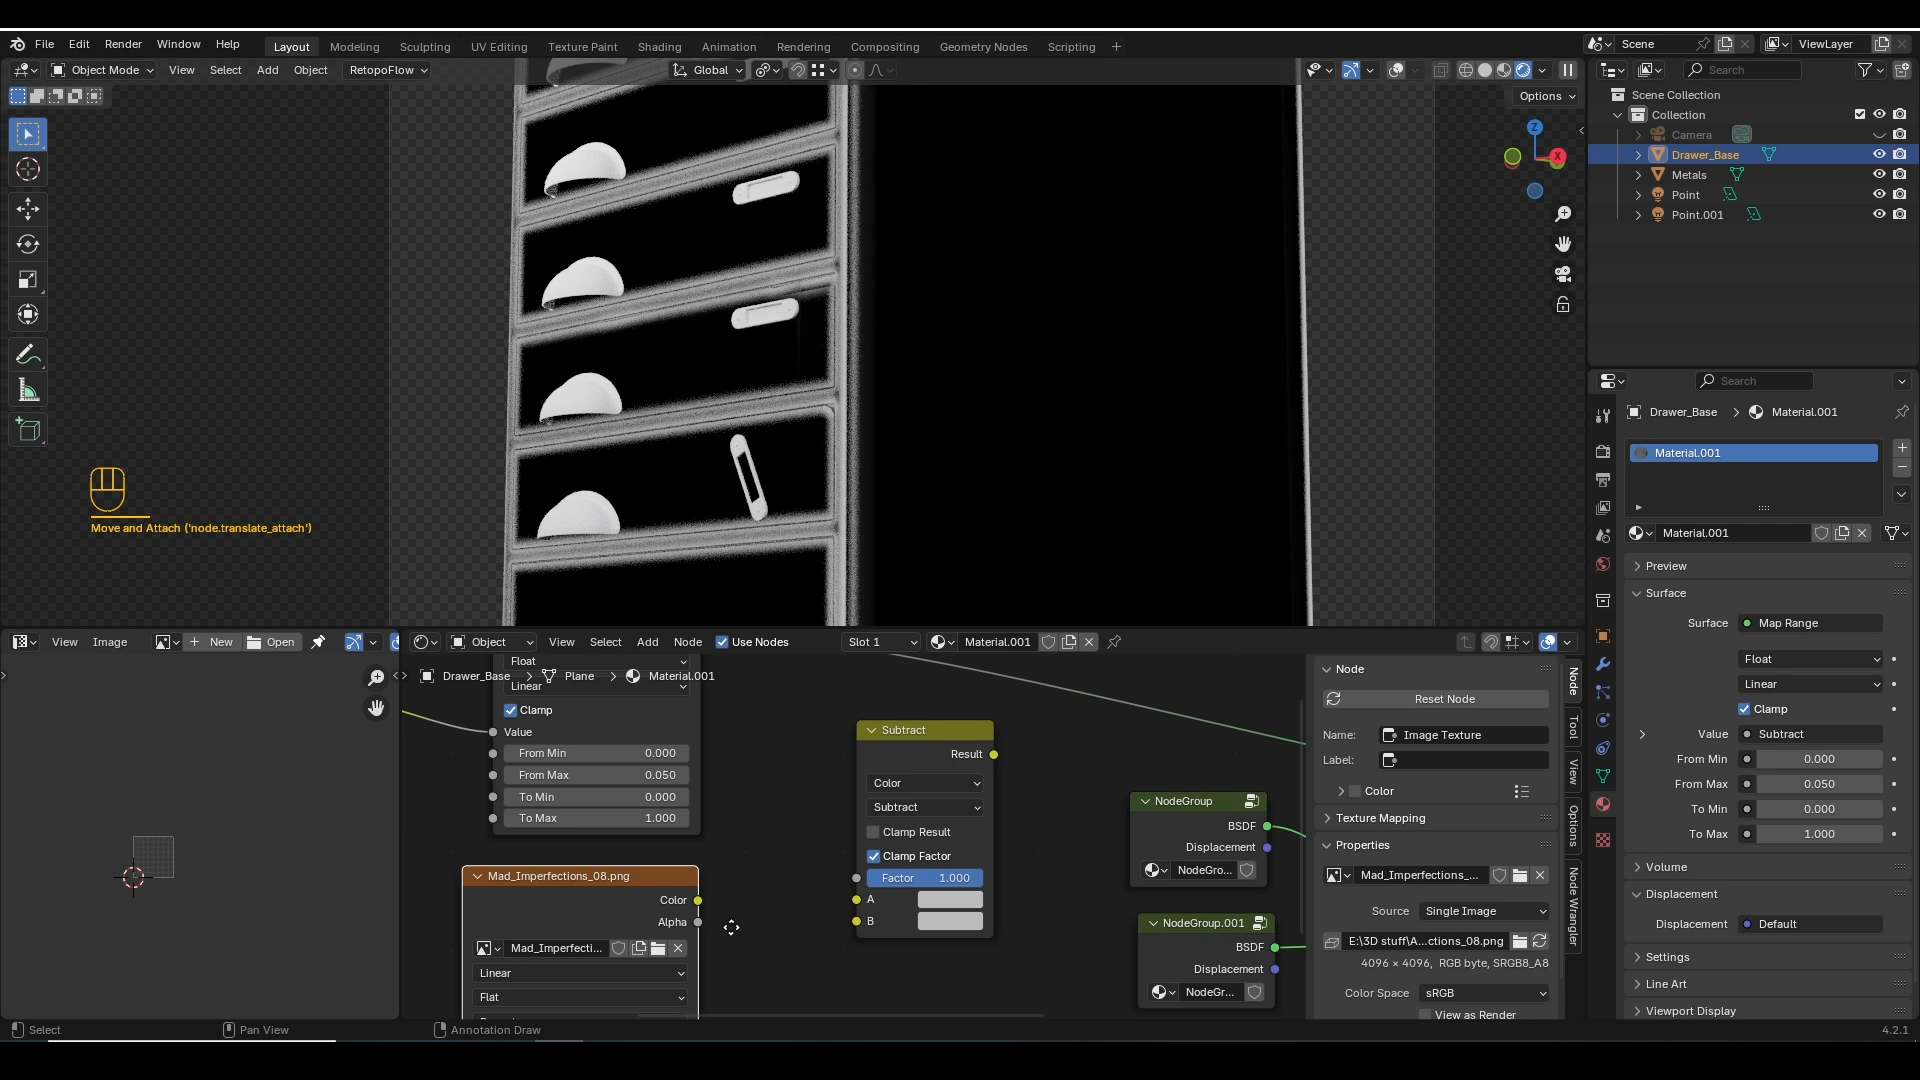 File Edit Render Window Help Layout Modeling Sculpting UV Editing Texture Paint Shading Animation Rendering Compositing Geometry Nodes Scripting + Scene ViewLayer
Object Mode View Select Add Object RetopoFlow Global Search
Options
Scene Collection
Collection
Camera
Drawer_Base
Metals
Point
Point.001
Z
X
Move and Attach ('node.translate_attach')
Search
Drawer_Base > Material.001
Material.001
Material.001
Preview
Surface
Surface Map Range
Float
Linear
Clamp
Value Subtract
From Min 0.000
From Max 0.050
To Min 0.000
To Max 1.000
Volume
Displacement
Displacement Default
Settings
Line Art
Viewport Display
View Image + New Open Object View Select Add Node Use Nodes Slot 1 Material.001
Drawer_Base > Plane > Material.001
Float
Linear
Clamp
Value
From Min 0.000
From Max 0.050
To Min 0.000
To Max 1.000
Mad_Imperfections_08.png
Color
Alpha
Mad_Imperfecti...
Linear
Flat
Subtract
Result
Color
Subtract
Clamp Result
Clamp Factor
Factor 1.000
A
B
NodeGroup
BSDF
Displacement
NodeGro...
NodeGroup.001
BSDF
Displacement
NodeGr...
Node
Reset Node
Name: Image Texture
Label:
Color
Texture Mapping
Properties
Mad_Imperfections_...
Source Single Image
E:\3D stuff\A...ctions_08.png
4096 × 4096, RGB byte, SRGB8_A8
Color Space sRGB
View as Render
Node
Tool
View
Options
Node Wrangler
Select Pan View Annotation Draw 4.2.1